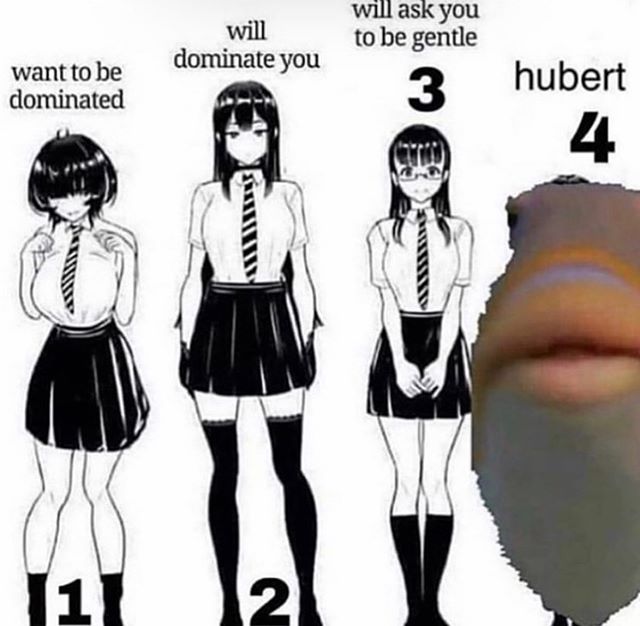 want to be
dominated
1
will
dominate you
2
will ask you
to be gentle
3
hubert
4